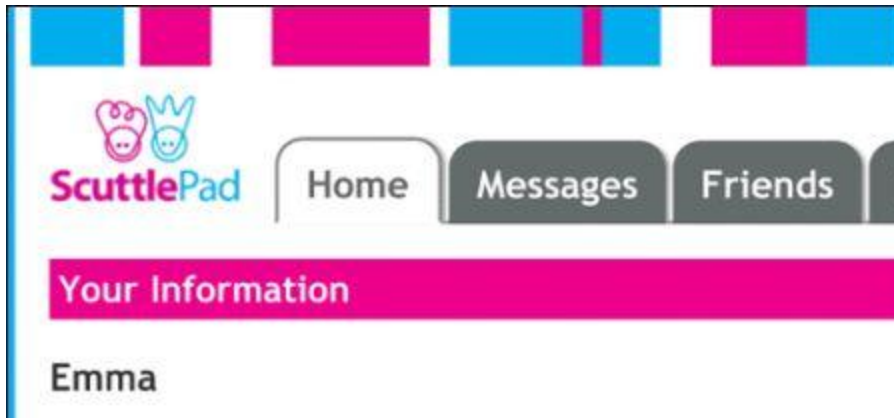 ScuttlePad
Home
Messages
Friends
Your Information
Emma